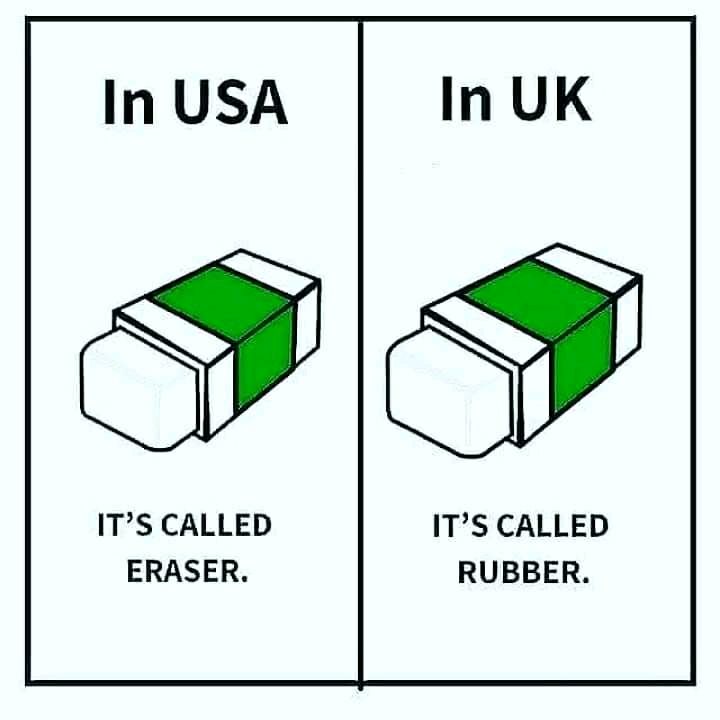 In USA
IT'S CALLED
ERASER.
In UK
IT'S CALLED
RUBBER.